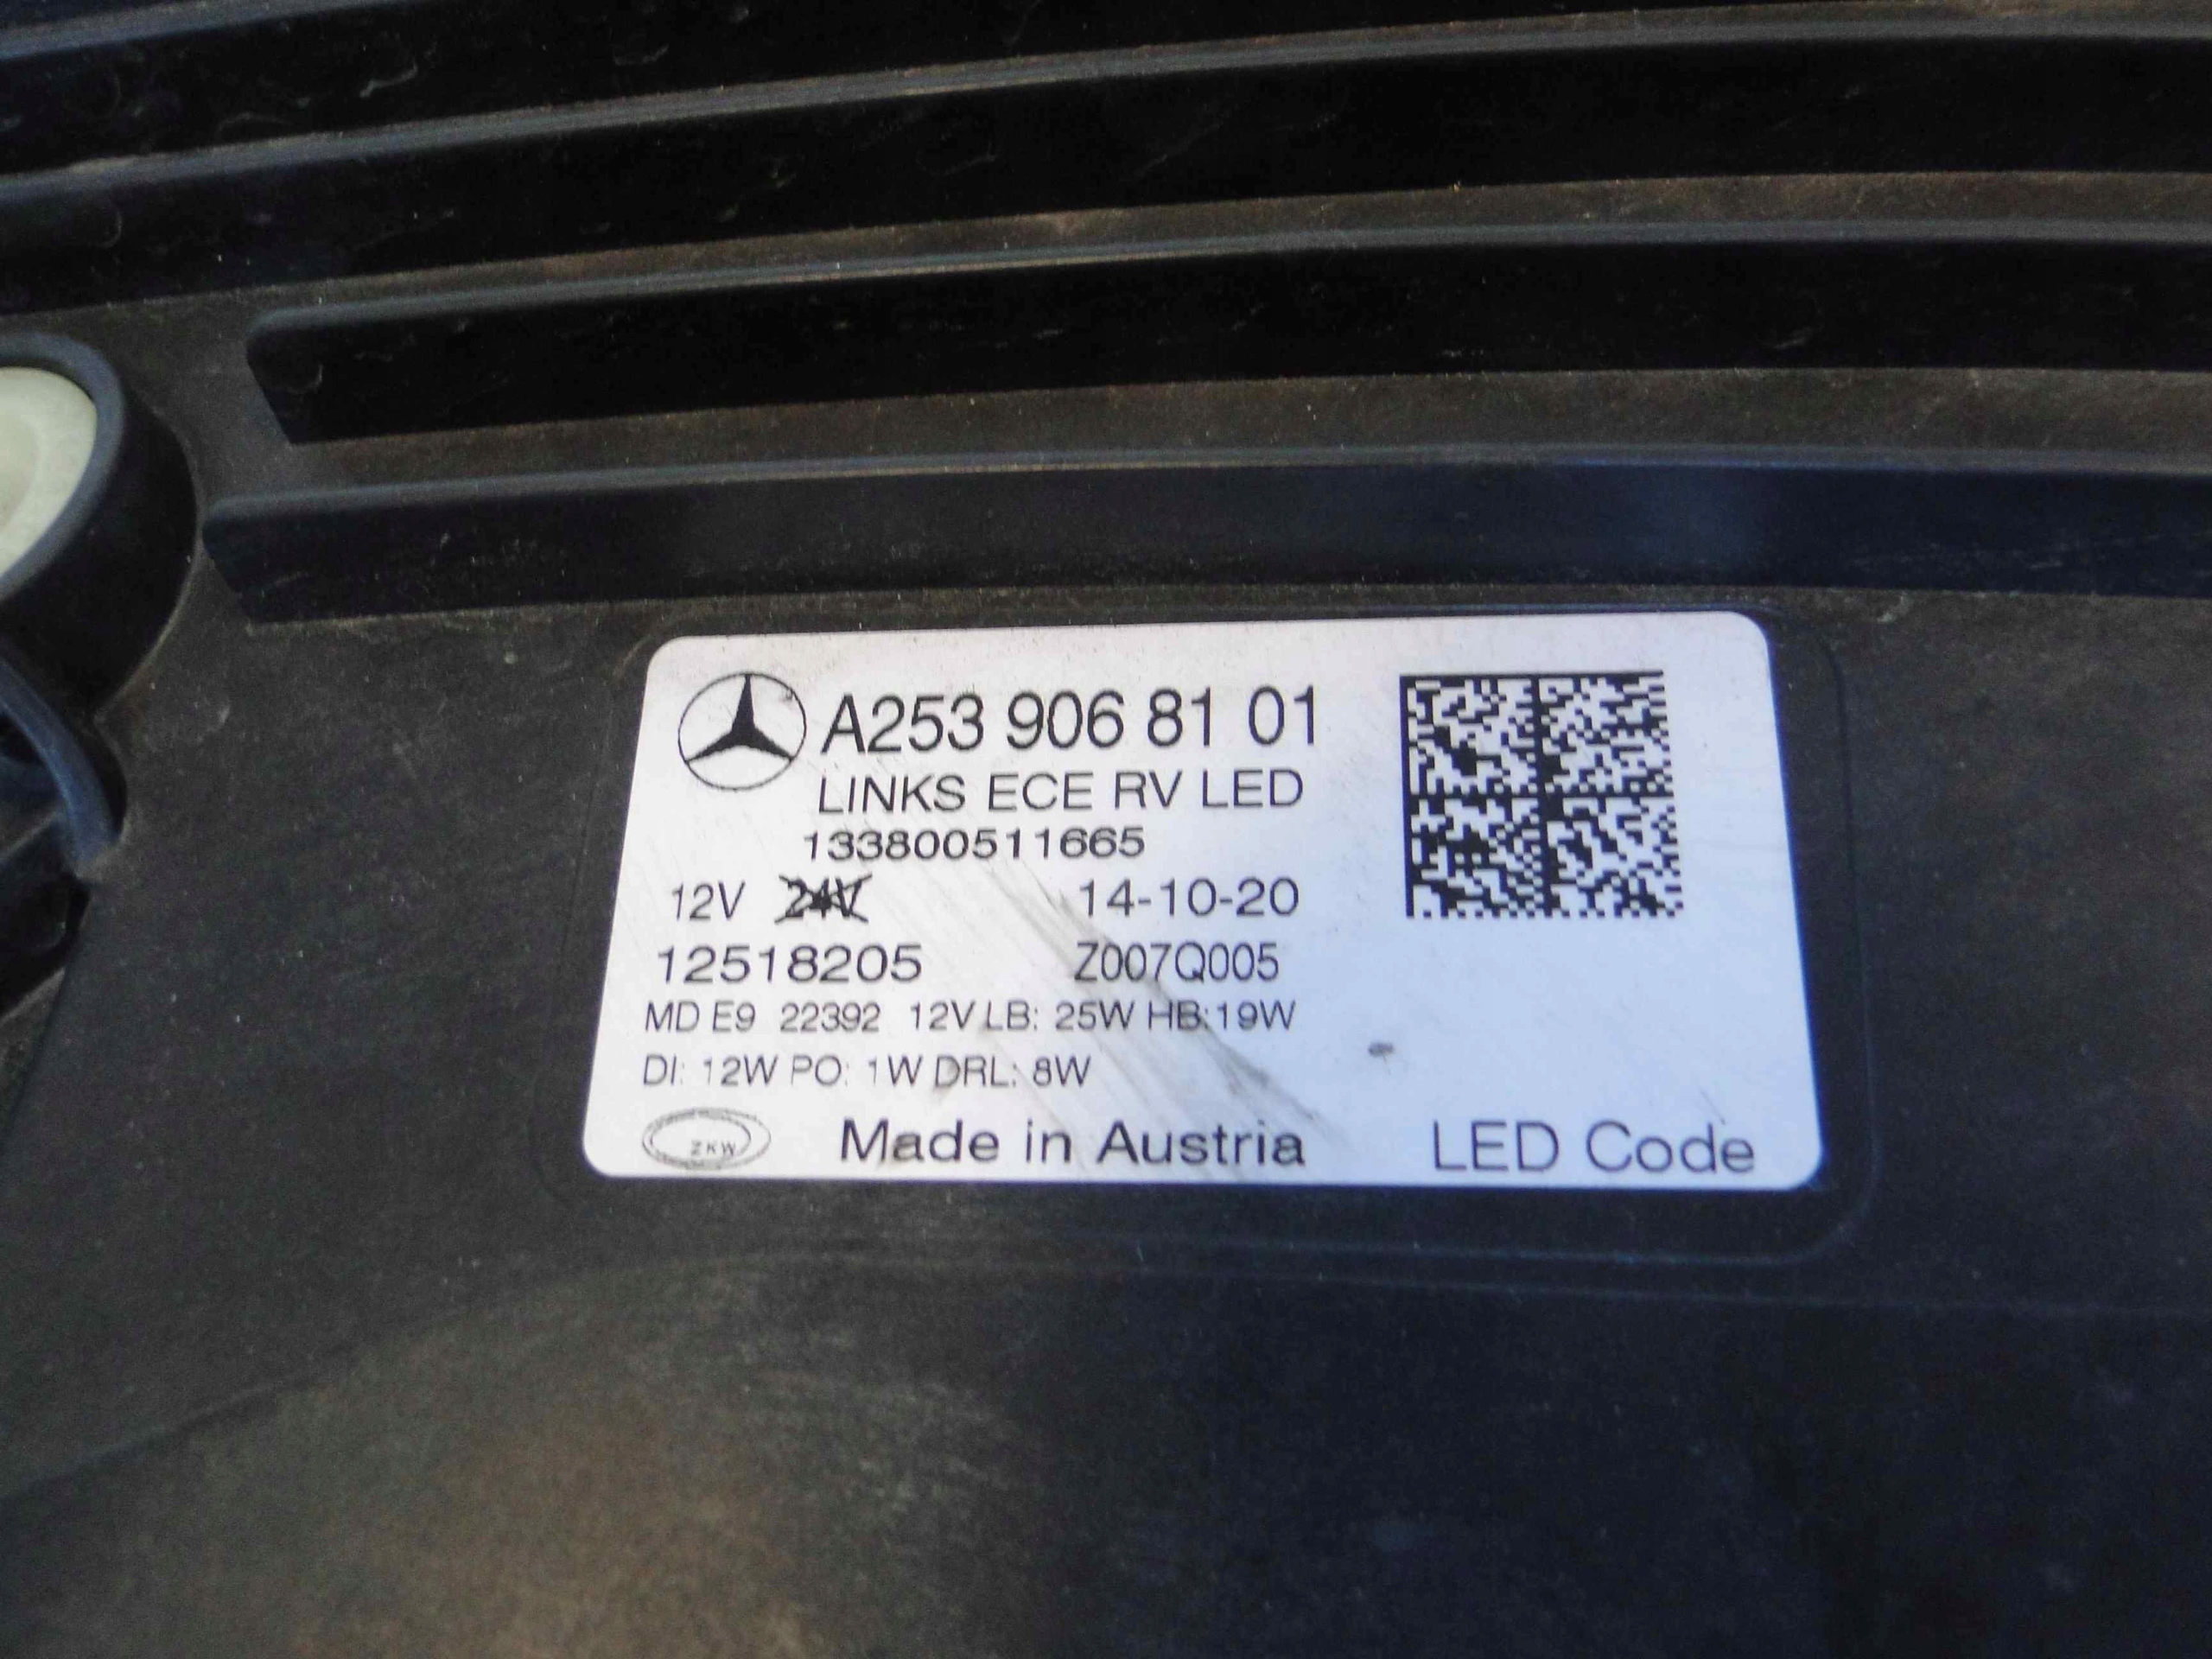 A253 906 81 01
LINKS ECE RV LED
133800511665
12V 24V 14-10-20
12518205 Z007Q005
MD E9 22392 12V LB: 25W HB:19W
DI: 12W PO: 1W DRL: 8W
ZKW Made in Austria LED Code